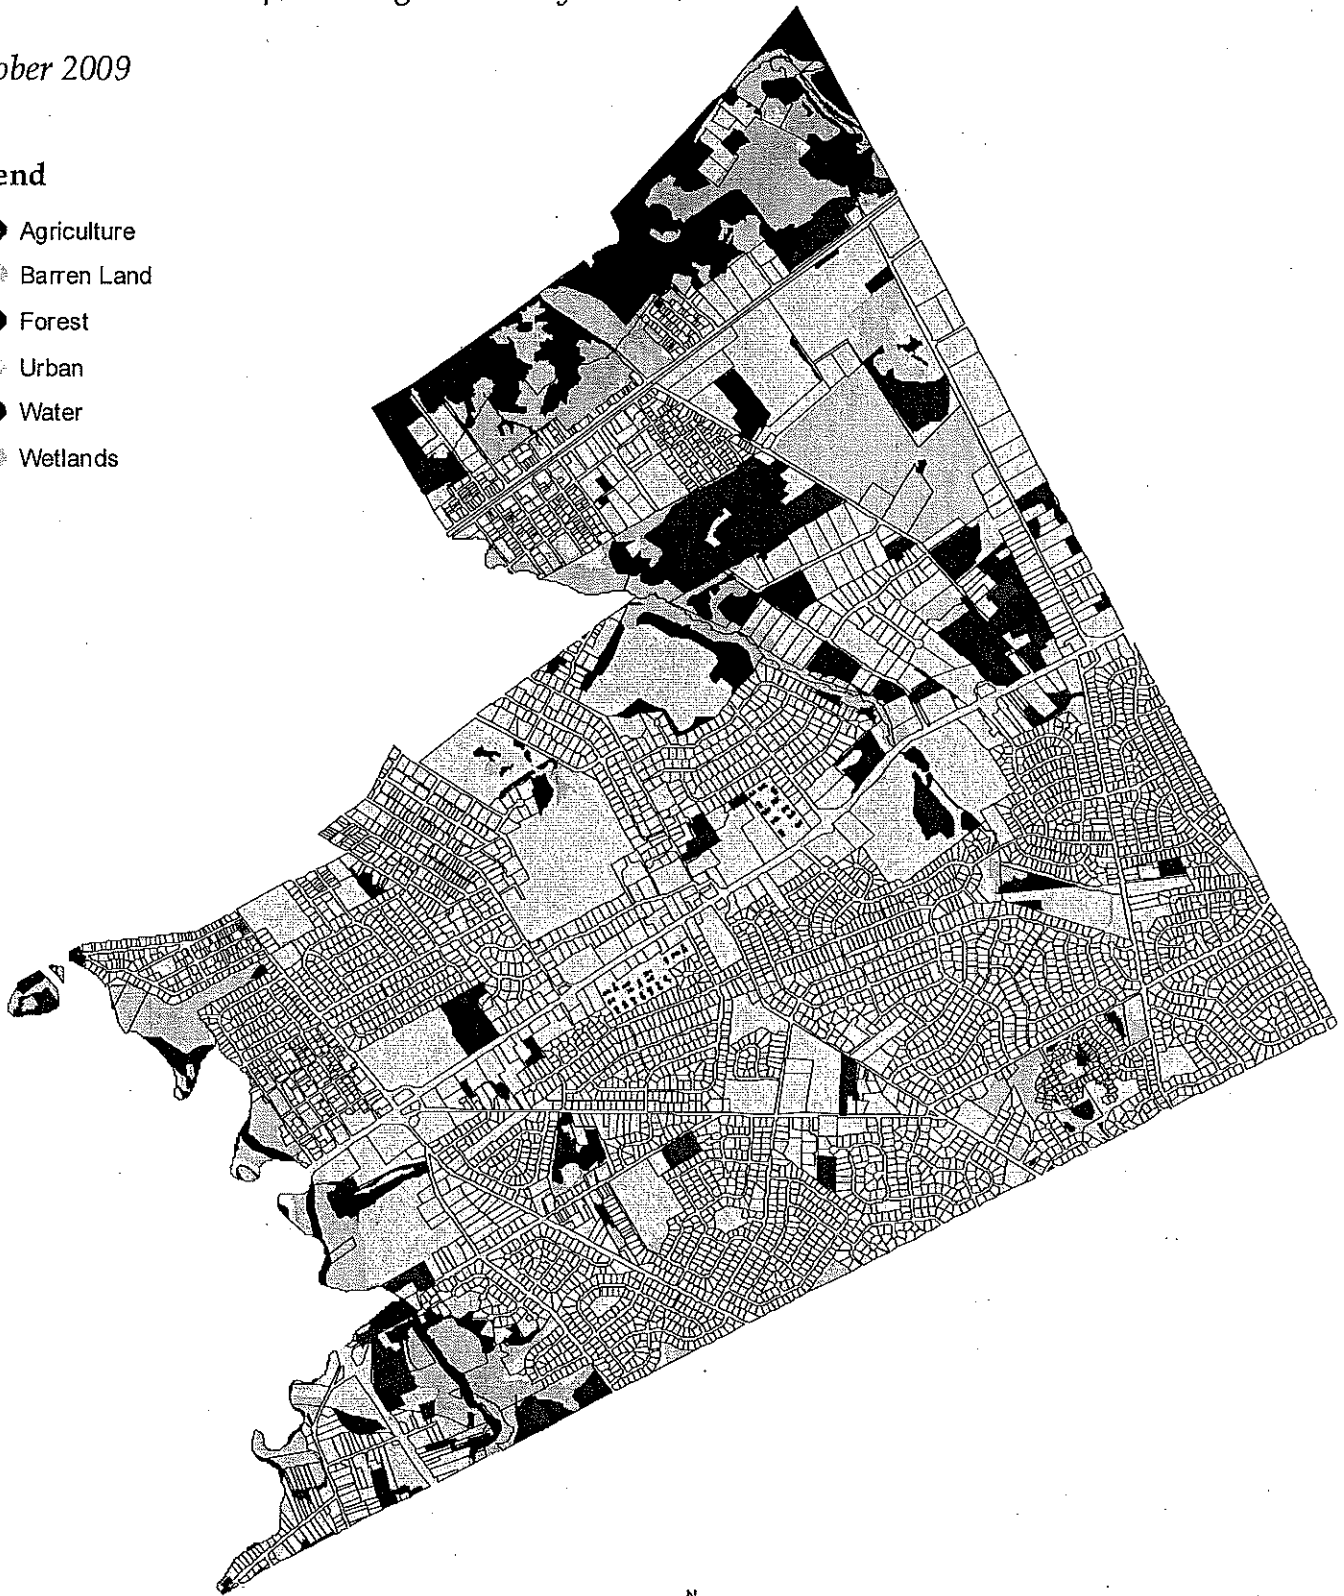 ober 2009
end
Agriculture
Barren Land
Forest
Urban
Water
Wetlands
N